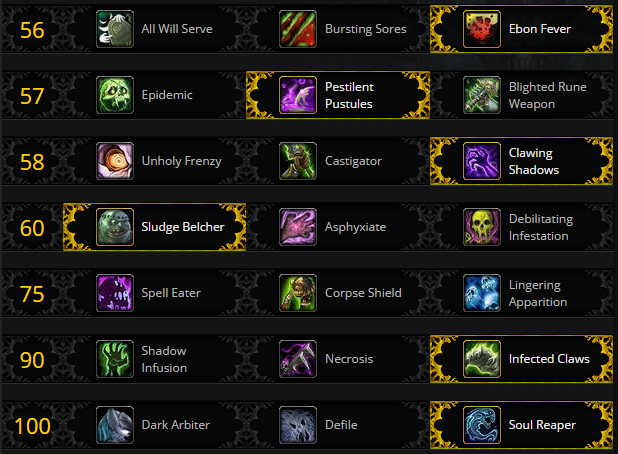 56 All Will Serve Bursting Sores Ebon Fever
57 Epidemic Pestilent Pustules Blighted Rune Weapon
58 Unholy Frenzy Castigator Clawing Shadows
60 Sludge Belcher Asphyxiate Debilitating Infestation
75 Spell Eater Corpse Shield Lingering Apparition
90 Shadow Infusion Necrosis Infected Claws
100 Dark Arbiter Defile Soul Reaper